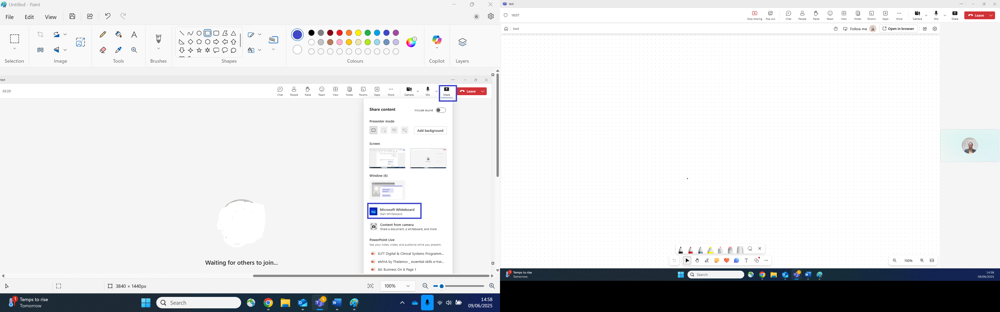 Untitled - Paint
File Edit View
Selection Image Tools Brushes Shapes Colours Copilot Layers
test
03:20 Chat People Raise React View Notes Rooms Apps More Camera Mic Share Leave
Share content Include sound
Presenter mode
Add background
Screen
Window (6)
Microsoft Whiteboard
Start Whiteboard
Content from camera
Share a document, a whiteboard, and more
PowerPoint Live
See your notes, slides, and audience while you present.
ELFT Digital & Clinical Systems Programm...
eMHA by Thalamos _ essential skills e-trai...
8d. Business On A Page 1
Waiting for others to join...
3840 × 1440px 100%
1 Temps to rise
Tomorrow
Search
14:58
09/06/2025
test
18:07 Stop sharing Pop out Chat People Raise React View Notes Rooms Apps More Camera Mic Share Leave
test Follow me Open in browser
100%
1 Temps to rise
Tomorrow
Search
14:58
09/06/2025